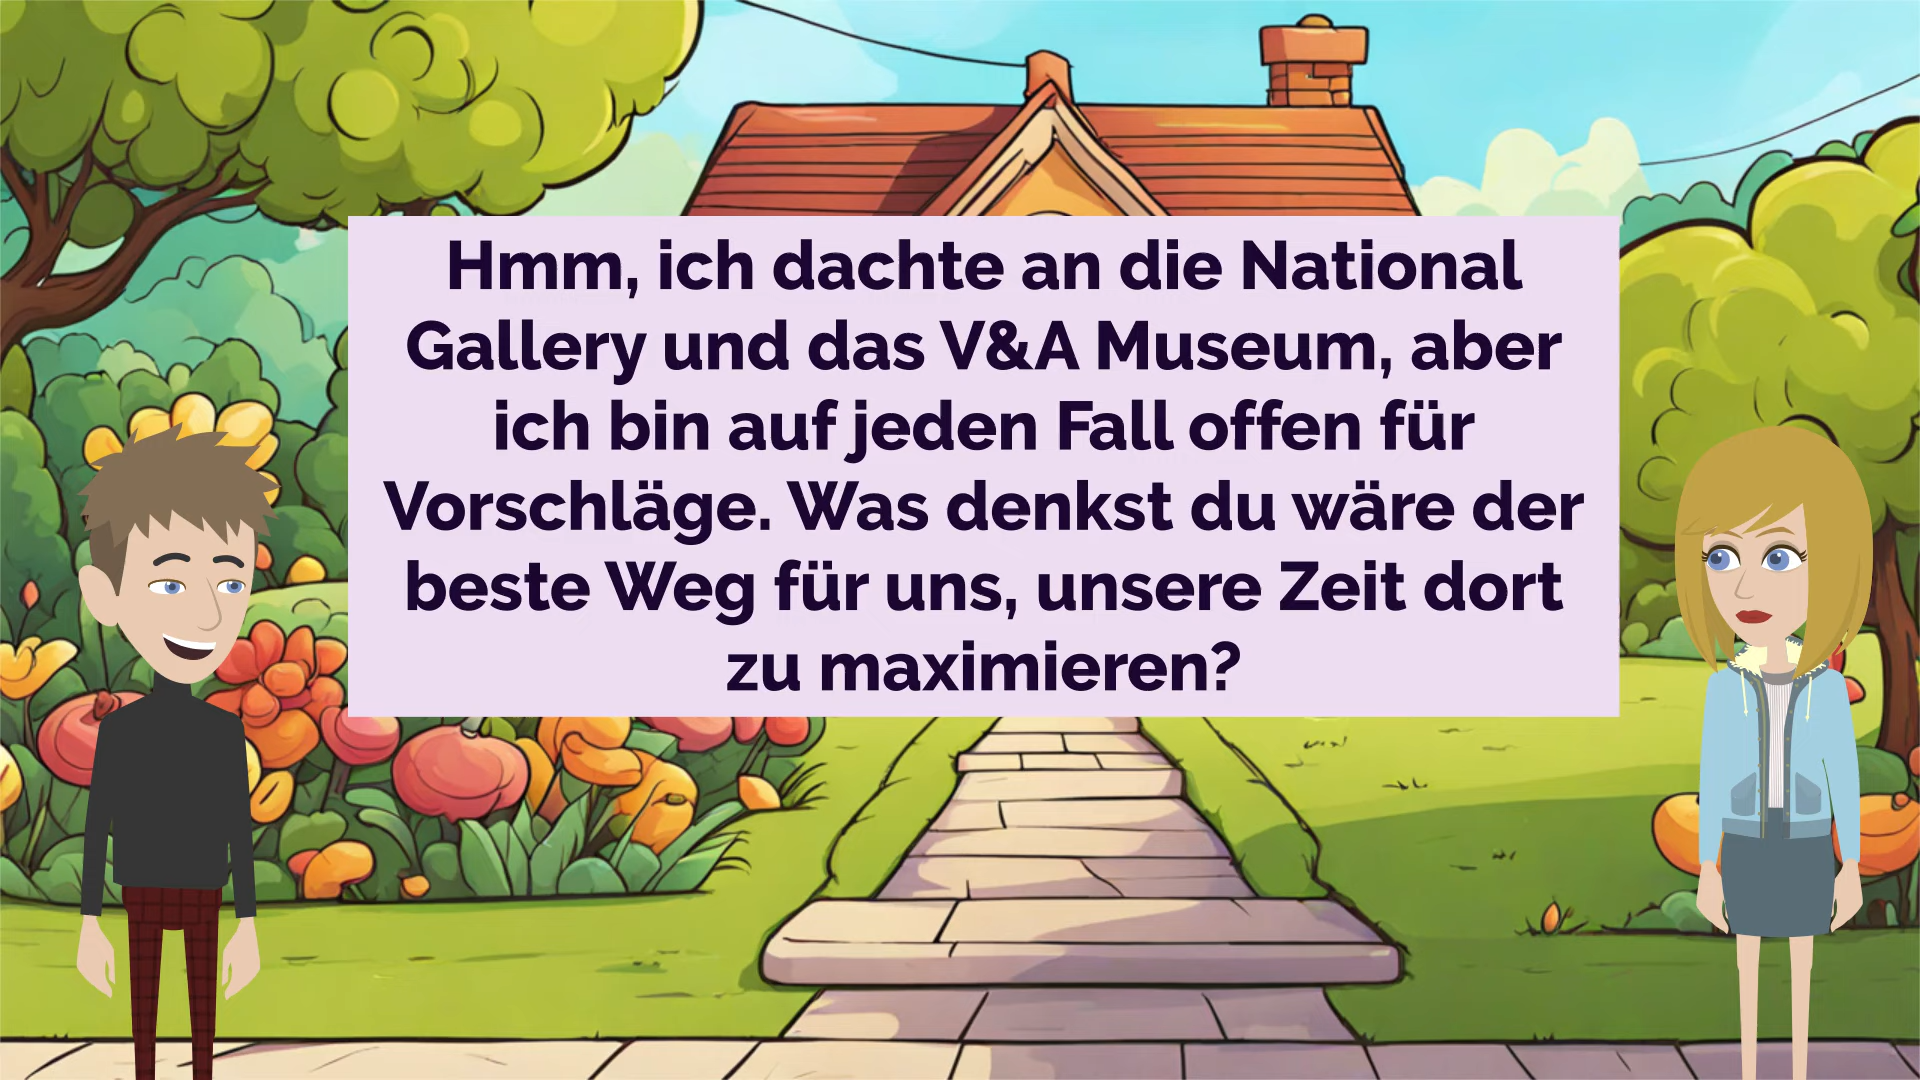 Hmm, ich dachte an die National
Gallery und das V&A Museum, aber
ich bin auf jeden Fall offen für
Vorschläge. Was denkst du wäre der
beste Weg für uns, unsere Zeit dort
zu maximieren?